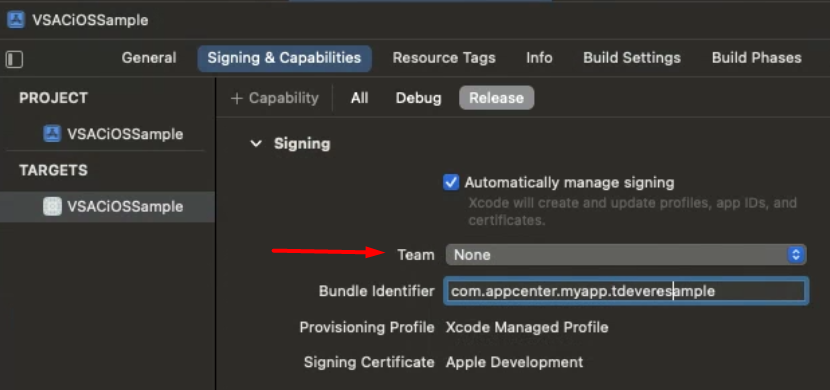 VSACiOSSample
General Signing & Capabilities Resource Tags Info Build Settings Build Phases
PROJECT
VSACiOSSample
TARGETS
VSACiOSSample
+ Capability All Debug Release
Signing
Automatically manage signing
Xcode will create and update profiles, app IDs, and
certificates.
Team None
Bundle Identifier com.appcenter.myapp.tdeveresample
Provisioning Profile Xcode Managed Profile
Signing Certificate Apple Development